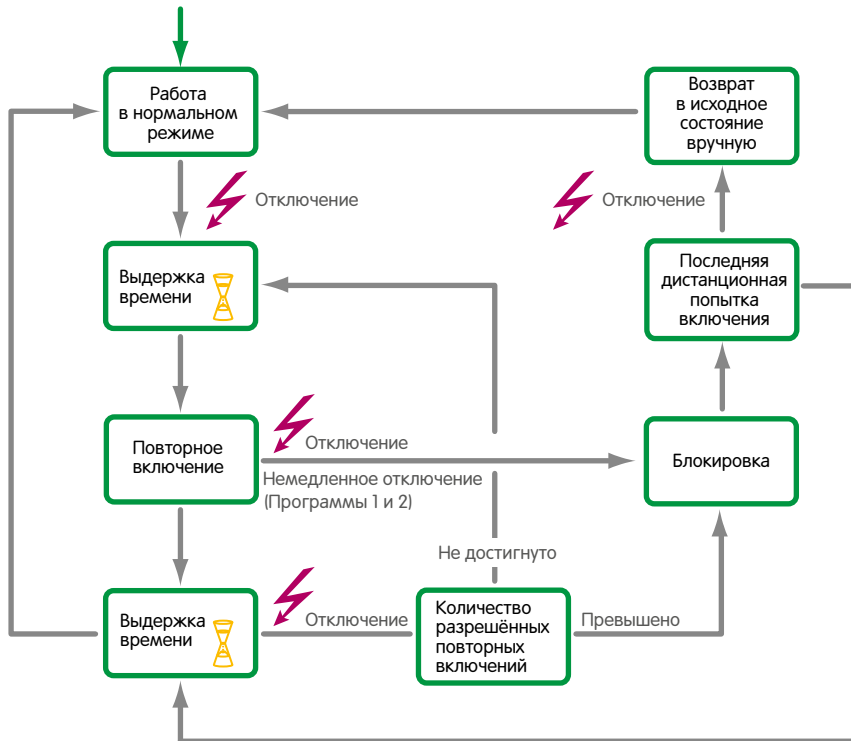 Работа
в нормальном
режиме
Возврат
в исходное
состояние
вручную
Отключение
Отключение
Выдержка
времени
Последняя
дистанционная
попытка
включения
Повторное
включение
Отключение
Немедленное отключение
(Программы 1 и 2)
Блокировка
Не достигнуто
Выдержка
времени
Отключение
Количество
разрешённых
повторных
включений
Превышено